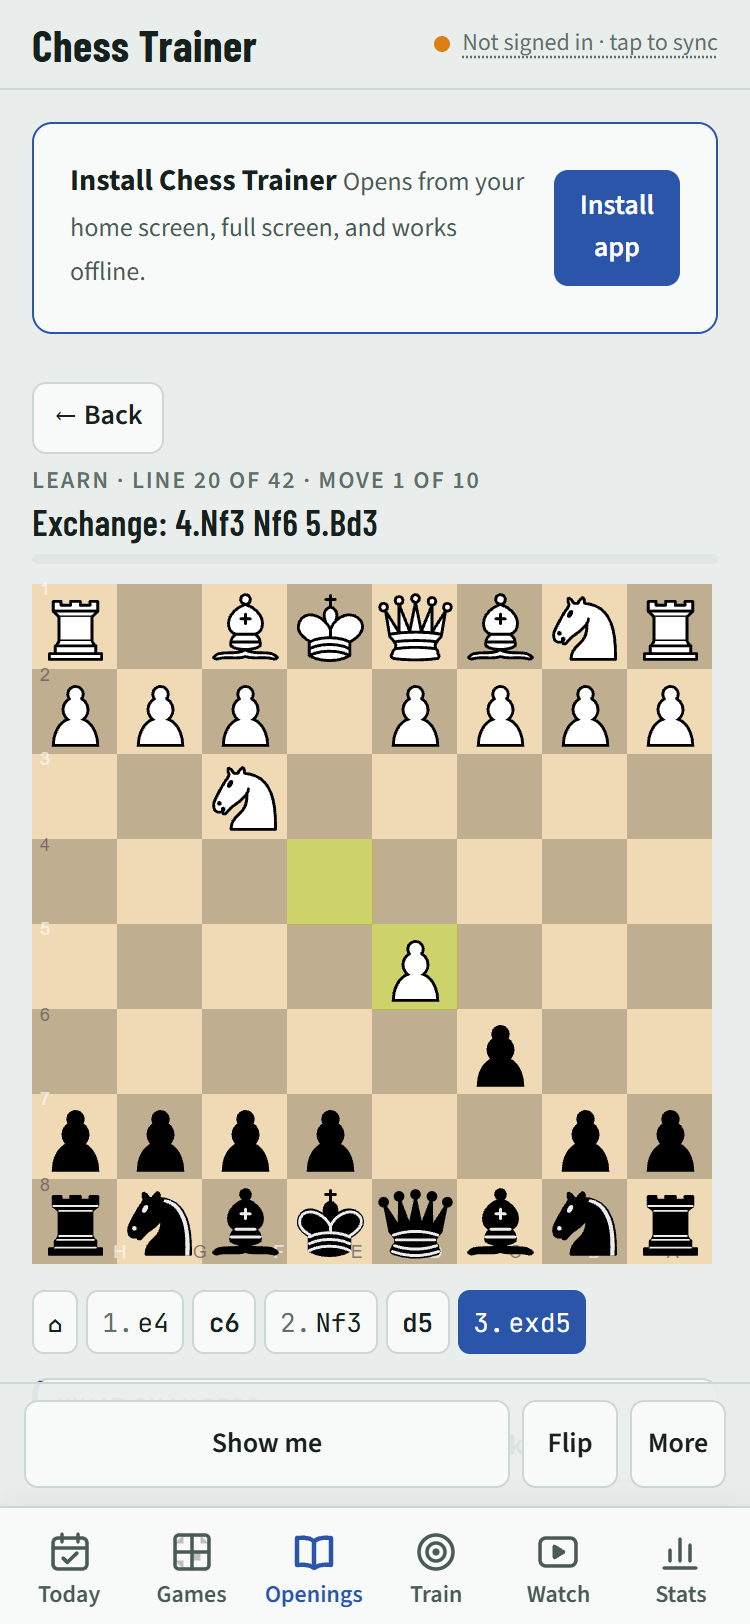 Chess Trainer
Not signed in · tap to sync
Install Chess Trainer Opens from your
home screen, full screen, and works
offline.
Install
app
← Back
LEARN · LINE 20 OF 42 · MOVE 1 OF 10
Exchange: 4.Nf3 Nf6 5.Bd3
1
2
3
4
5
6
7
8
H G F E
⌂ 1. e4 c6 2. Nf3 d5 3. exd5
Show me
Flip
More
Today Games Openings Train Watch Stats